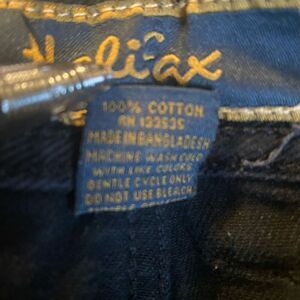 Halifax
100% COTTON
RN 133535
MADE IN BANGLADESH
MACHINE WASH COLD
WITH LIKE COLORS
GENTLE CYCLE ONLY
DO NOT USE BLEACH